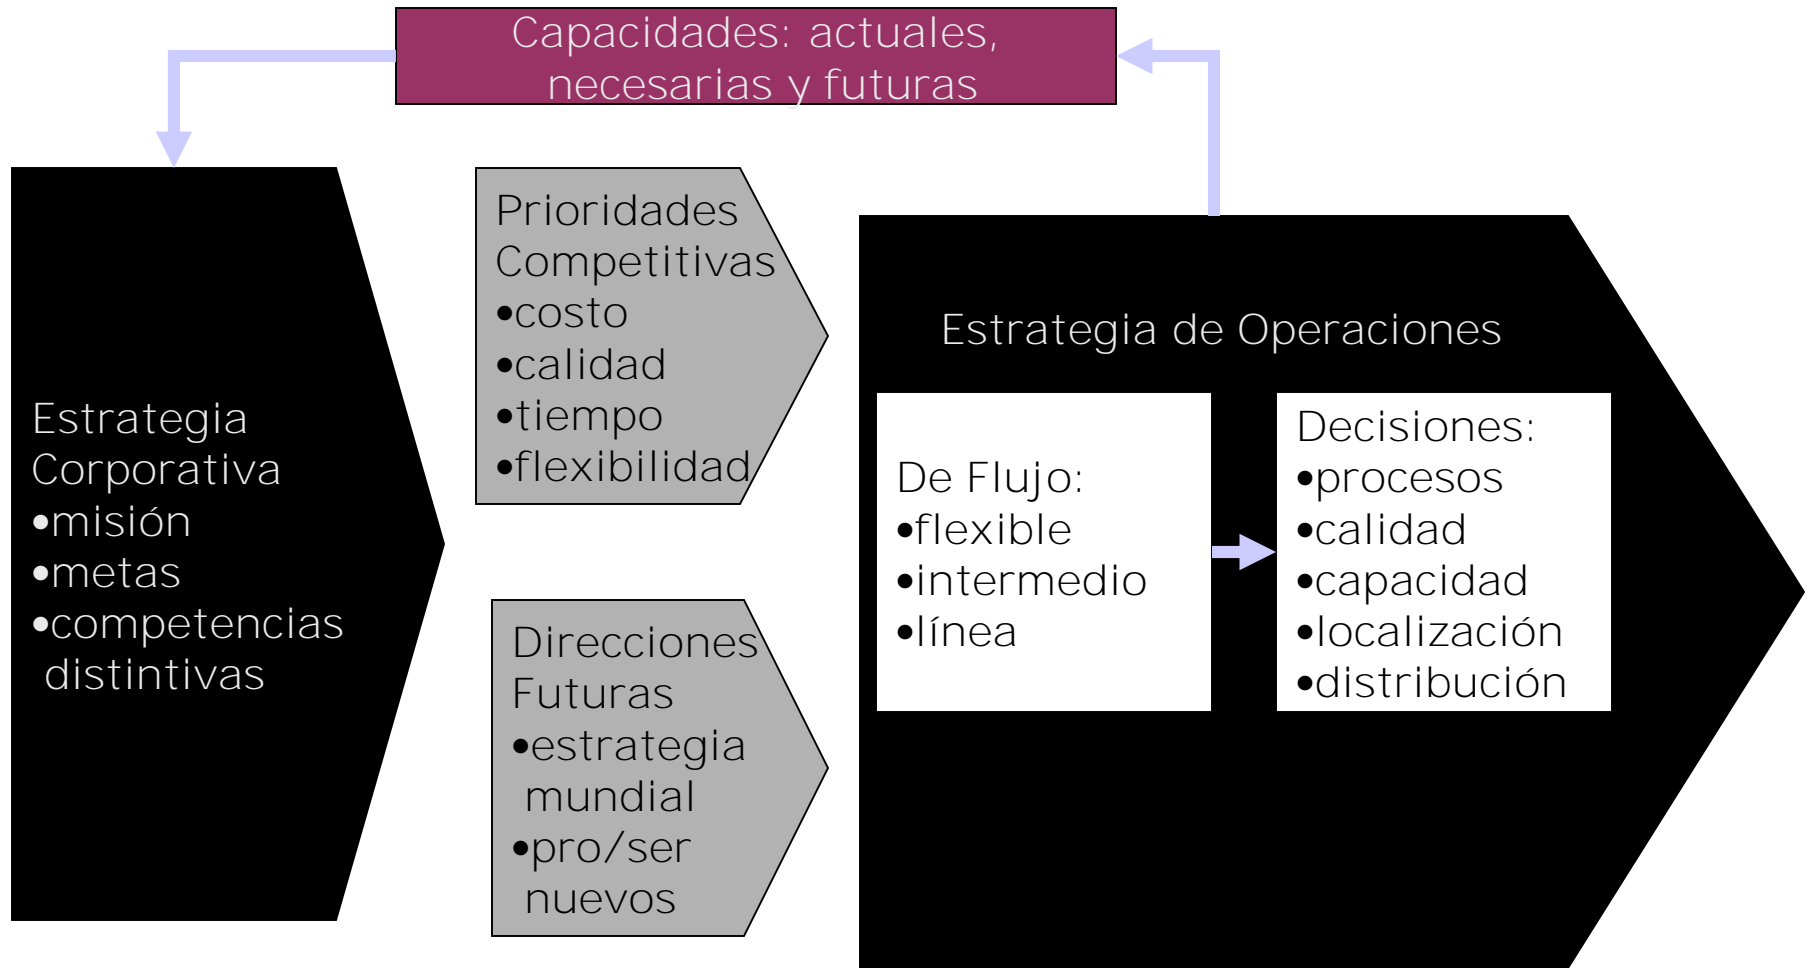 Capacidades: actuales,
necesarias y futuras
Estrategia
Corporativa
•misión
•metas
•competencias
distintivas
Prioridades
Competitivas
•costo
•calidad
•tiempo
•flexibilidad
Direcciones
Futuras
•estrategia
mundial
•pro/ser
nuevos
Estrategia de Operaciones
De Flujo:
•flexible
•intermedio
•línea
Decisiones:
•procesos
•calidad
•capacidad
•localización
•distribución